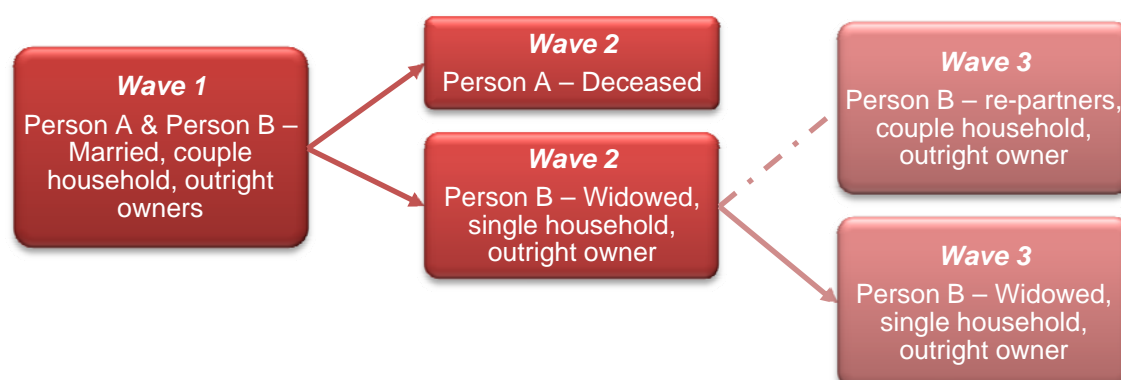 Wave 1
Person A & Person B –
Married, couple
household, outright
owners
Wave 2
Person A – Deceased
Wave 2
Person B – Widowed,
single household,
outright owner
Wave 3
Person B – re-partners,
couple household,
outright owner
Wave 3
Person B – Widowed,
single household,
outright owner